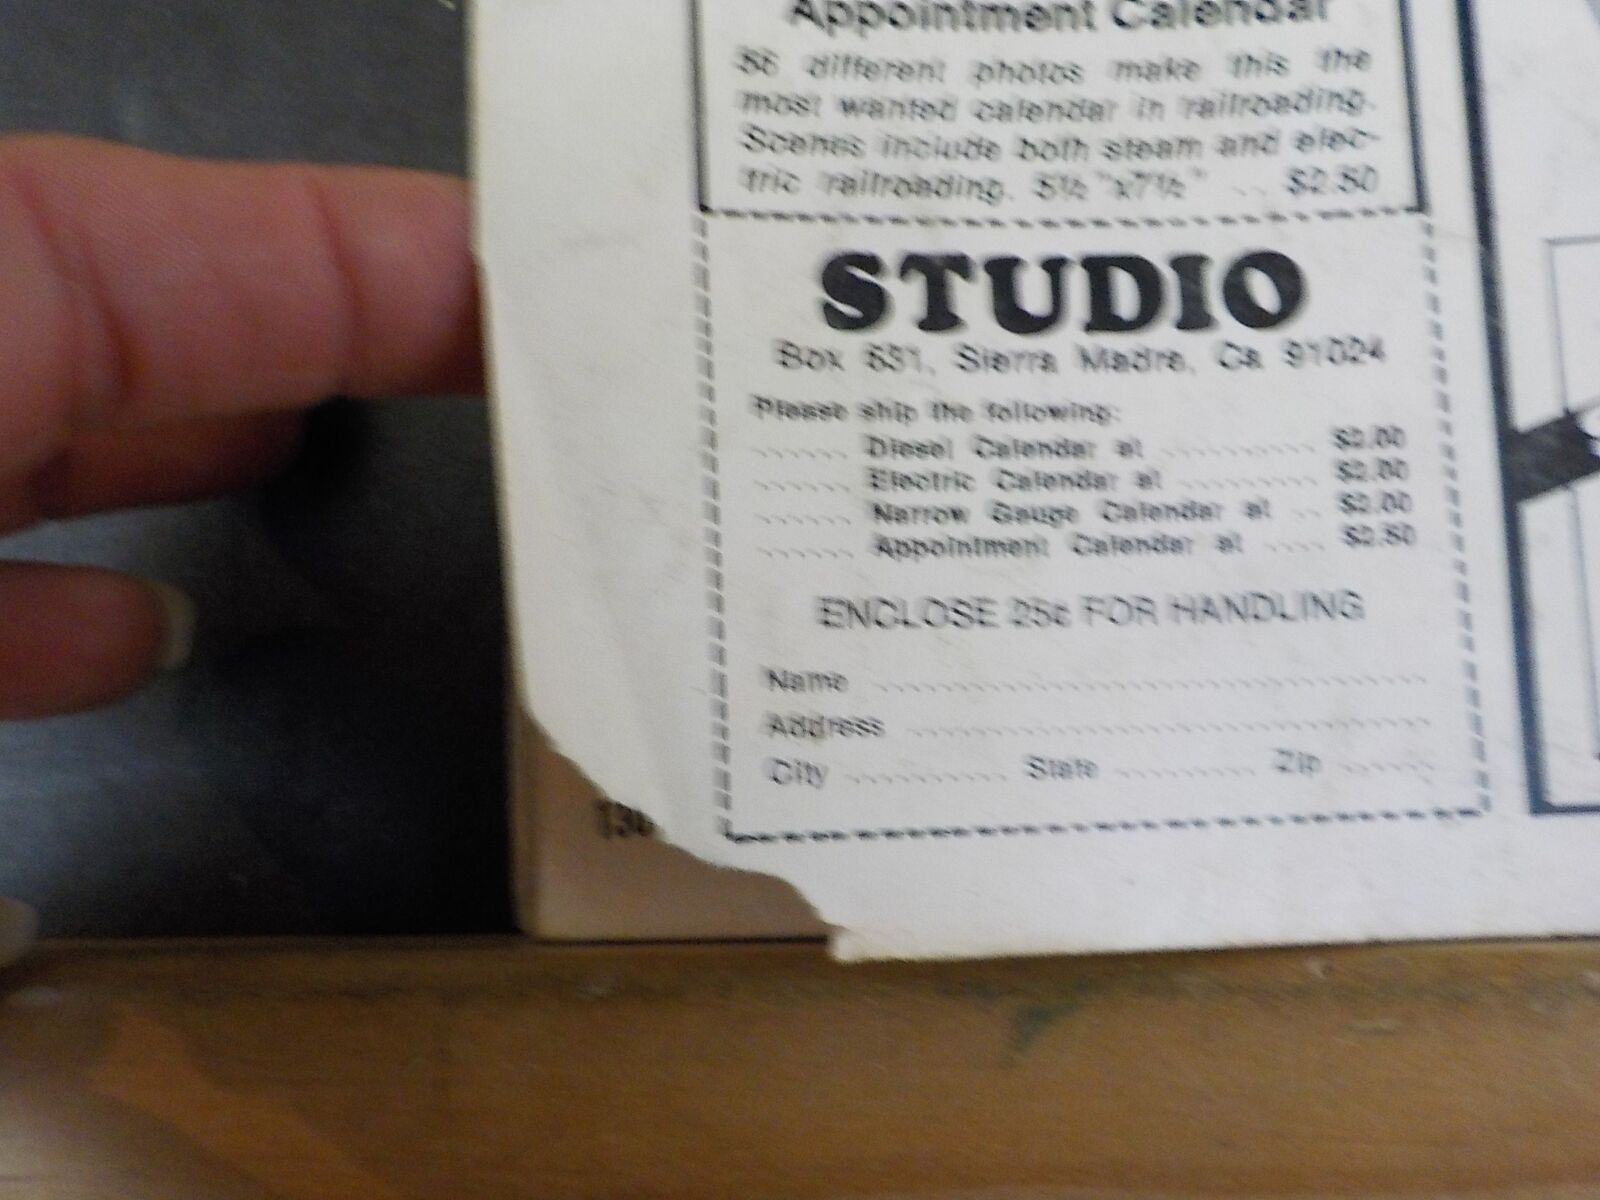 Appointment Calendar
56 different photos make this the
most wanted calendar in railroading.
Scenes include both steam and elec-
tric railroading. 5½"x7½" .. $2.50
STUDIO
Box 631, Sierra Madre, Ca 91024
Please ship the following:
...... Diesel Calendar at .......... $2.00
...... Electric Calendar at ......... $2.00
...... Narrow Gauge Calendar at .. $2.00
...... Appointment Calendar at .... $2.50
ENCLOSE 25¢ FOR HANDLING
Name
Address
City .......... State ......... Zip ......
130